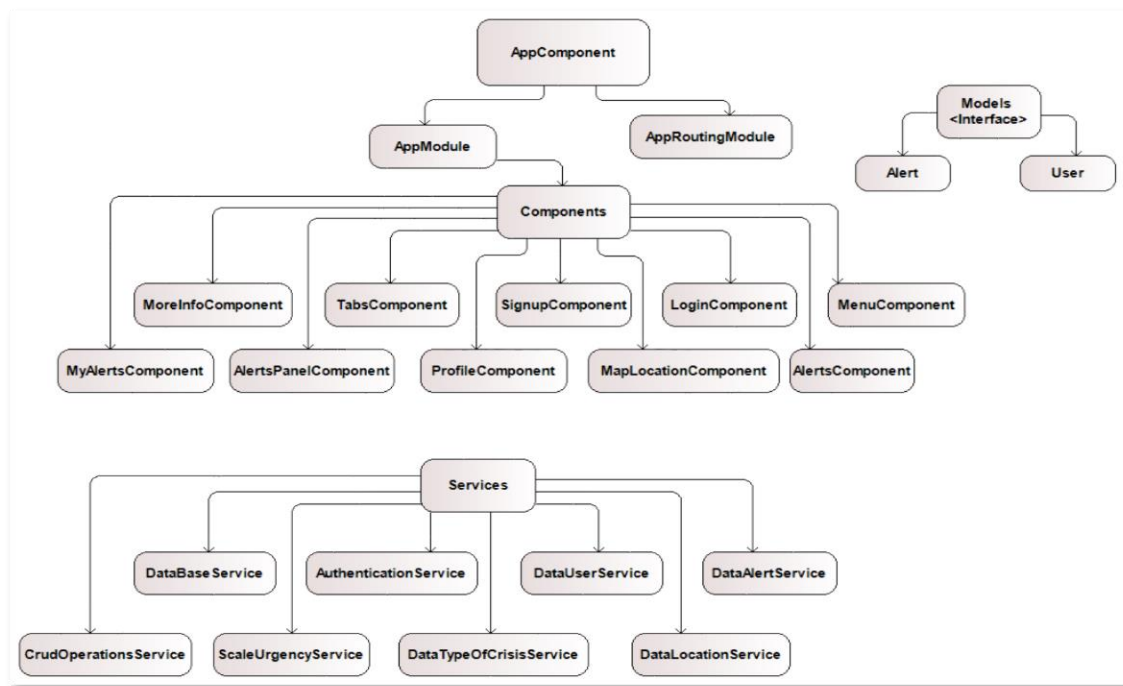 AppComponent
AppModule
AppRoutingModule
Models
<Interface>
Alert
User
Components
MoreInfoComponent
TabsComponent
SignupComponent
LoginComponent
MenuComponent
MyAlertsComponent
AlertsPanelComponent
ProfileComponent
MapLocationComponent
AlertsComponent
Services
DataBaseService
AuthenticationService
DataUserService
DataAlertService
CrudOperationsService
ScaleUrgencyService
DataTypeOfCrisisService
DataLocationService